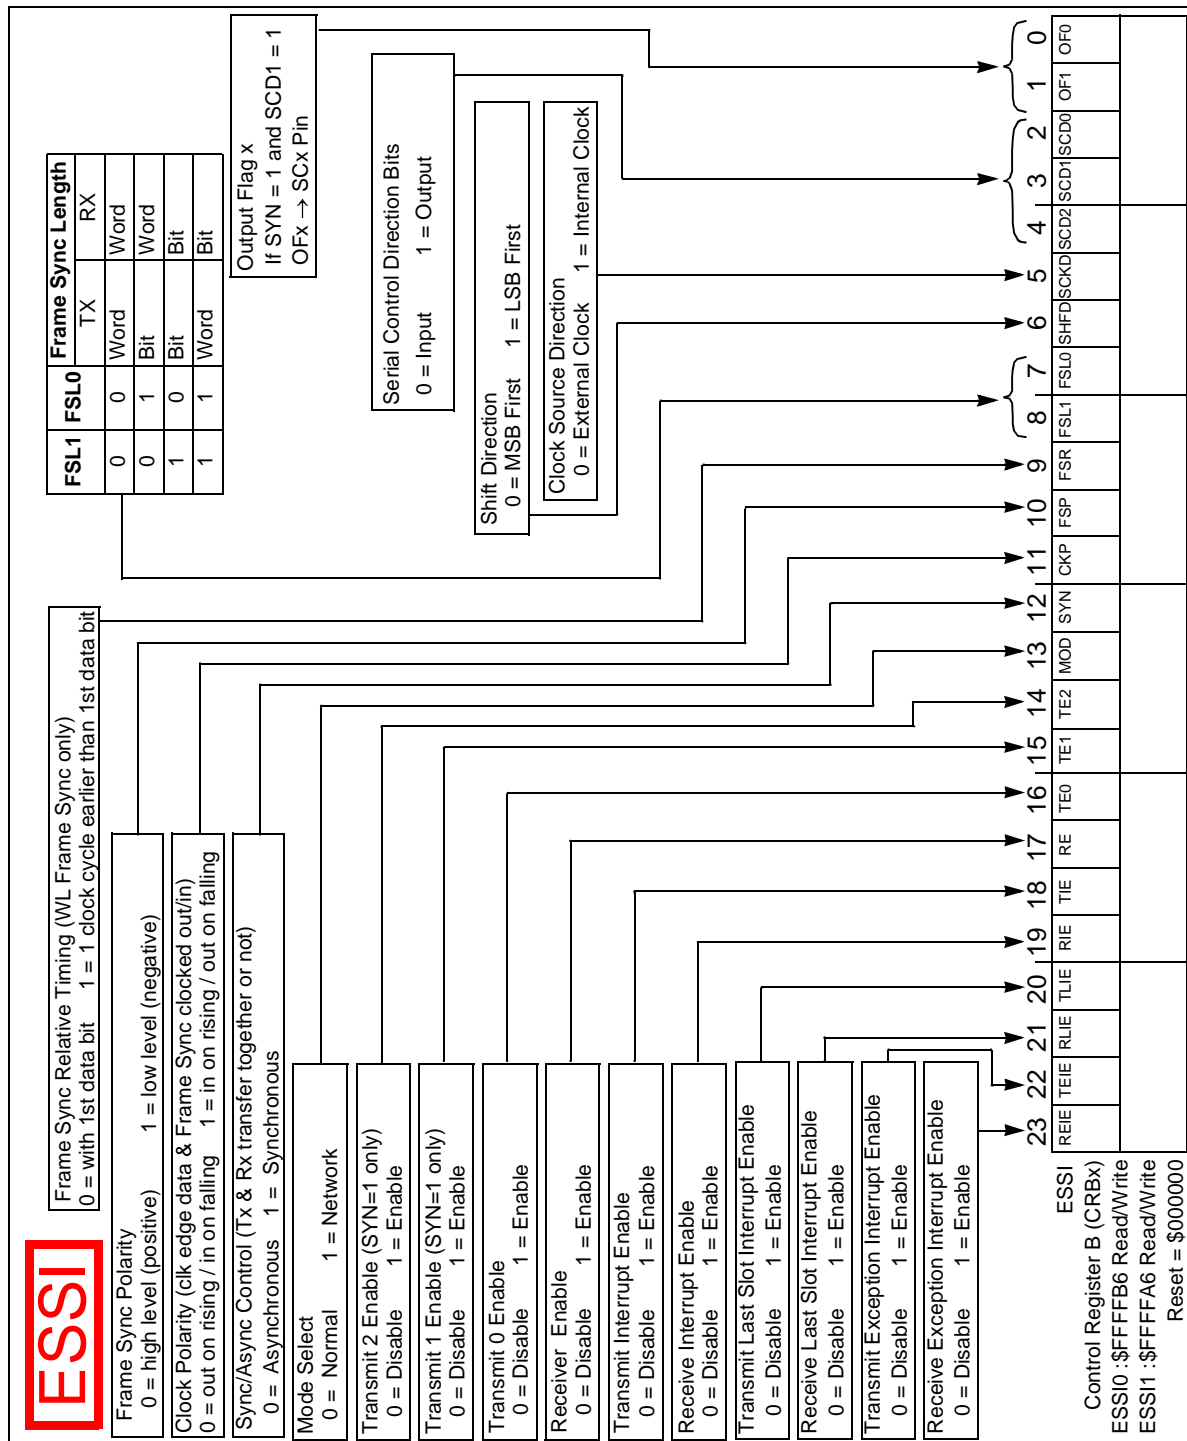 ESSI
Frame Sync Relative Timing (WL Frame Sync only)
0 = with 1st data bit 1 = 1 clock cycle earlier than 1st data bit
Frame Sync Polarity
0 = high level (positive) 1 = low level (negative)
Clock Polarity (clk edge data & Frame Sync clocked out/in)
0 = out on rising / in on falling 1 = in on rising / out on falling
Sync/Async Control (Tx & Rx transfer together or not)
0 = Asynchronous 1 = Synchronous
Mode Select
0 = Normal 1 = Network
Transmit 2 Enable (SYN=1 only)
0 = Disable 1 = Enable
Transmit 1 Enable (SYN=1 only)
0 = Disable 1 = Enable
Transmit 0 Enable
0 = Disable 1 = Enable
Receiver Enable
0 = Disable 1 = Enable
Transmit Interrupt Enable
0 = Disable 1 = Enable
Receive Interrupt Enable
0 = Disable 1 = Enable
Transmit Last Slot Interrupt Enable
0 = Disable 1 = Enable
Receive Last Slot Interrupt Enable
0 = Disable 1 = Enable
Transmit Exception Interrupt Enable
0 = Disable 1 = Enable
Receive Exception Interrupt Enable
0 = Disable 1 = Enable
FSL1 FSL0 Frame Sync Length
TX RX
0 0 Word Word
0 1 Bit Word
1 0 Bit Bit
1 1 Word Bit
Output Flag x
If SYN = 1 and SCD1 = 1
OFx → SCx Pin
Serial Control Direction Bits
0 = Input 1 = Output
Shift Direction
0 = MSB First 1 = LSB First
Clock Source Direction
0 = External Clock 1 = Internal Clock
23 22 21 20 19 18 17 16 15 14 13 12 11 10 9 8 7 6 5 4 3 2 1 0
REIE TEIE RLIE TLIE RIE TIE RE TE0 TE1 TE2 MOD SYN CKP FSP FSR FSL1 FSL0 SHFD SCKD SCD2 SCD1 SCD0 OF1 OF0
ESSI
Control Register B (CRBx)
ESSI0 :$FFFFB6 Read/Write
ESSI1 :$FFFFA6 Read/Write
Reset = $000000